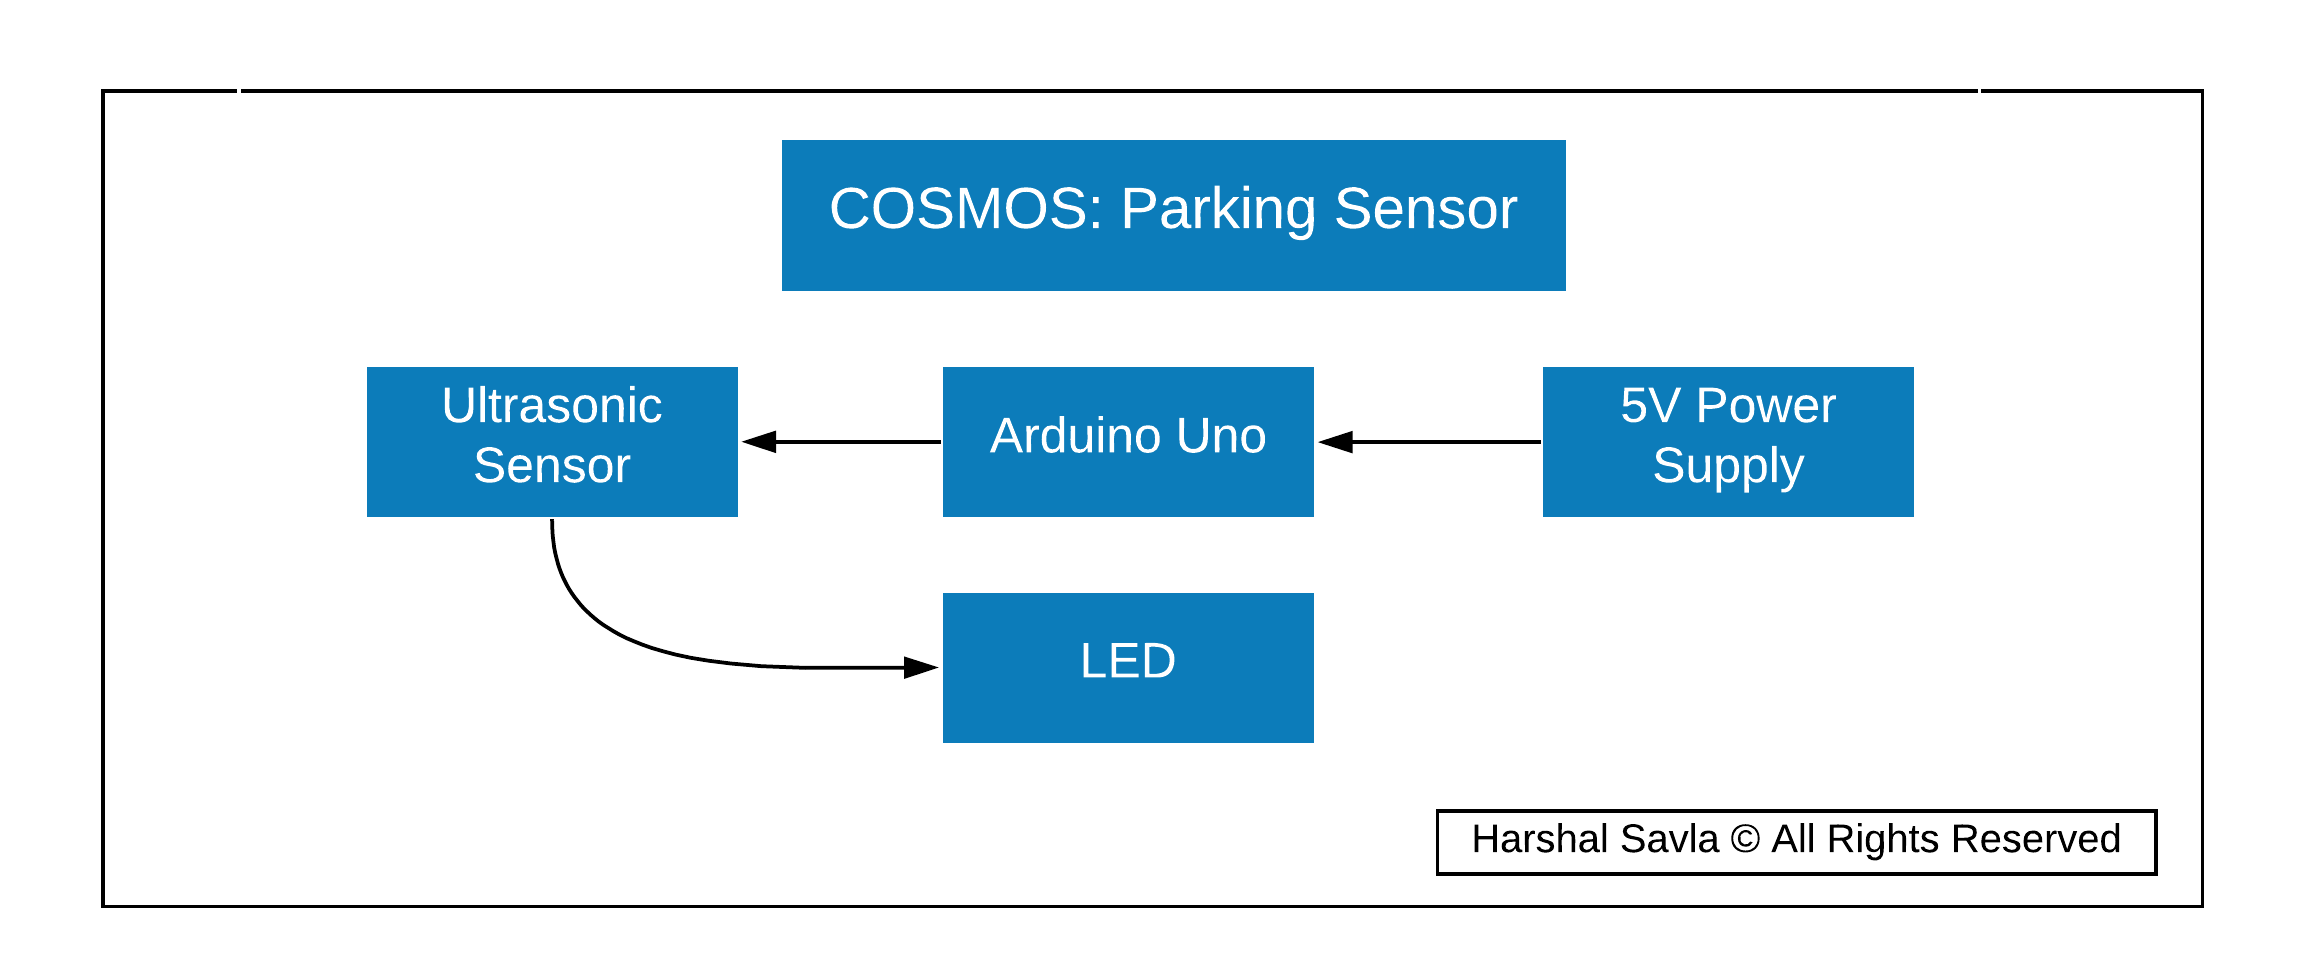 COSMOS: Parking Sensor
Ultrasonic
Sensor
Arduino Uno
5V Power
Supply
LED
Harshal Savla © All Rights Reserved